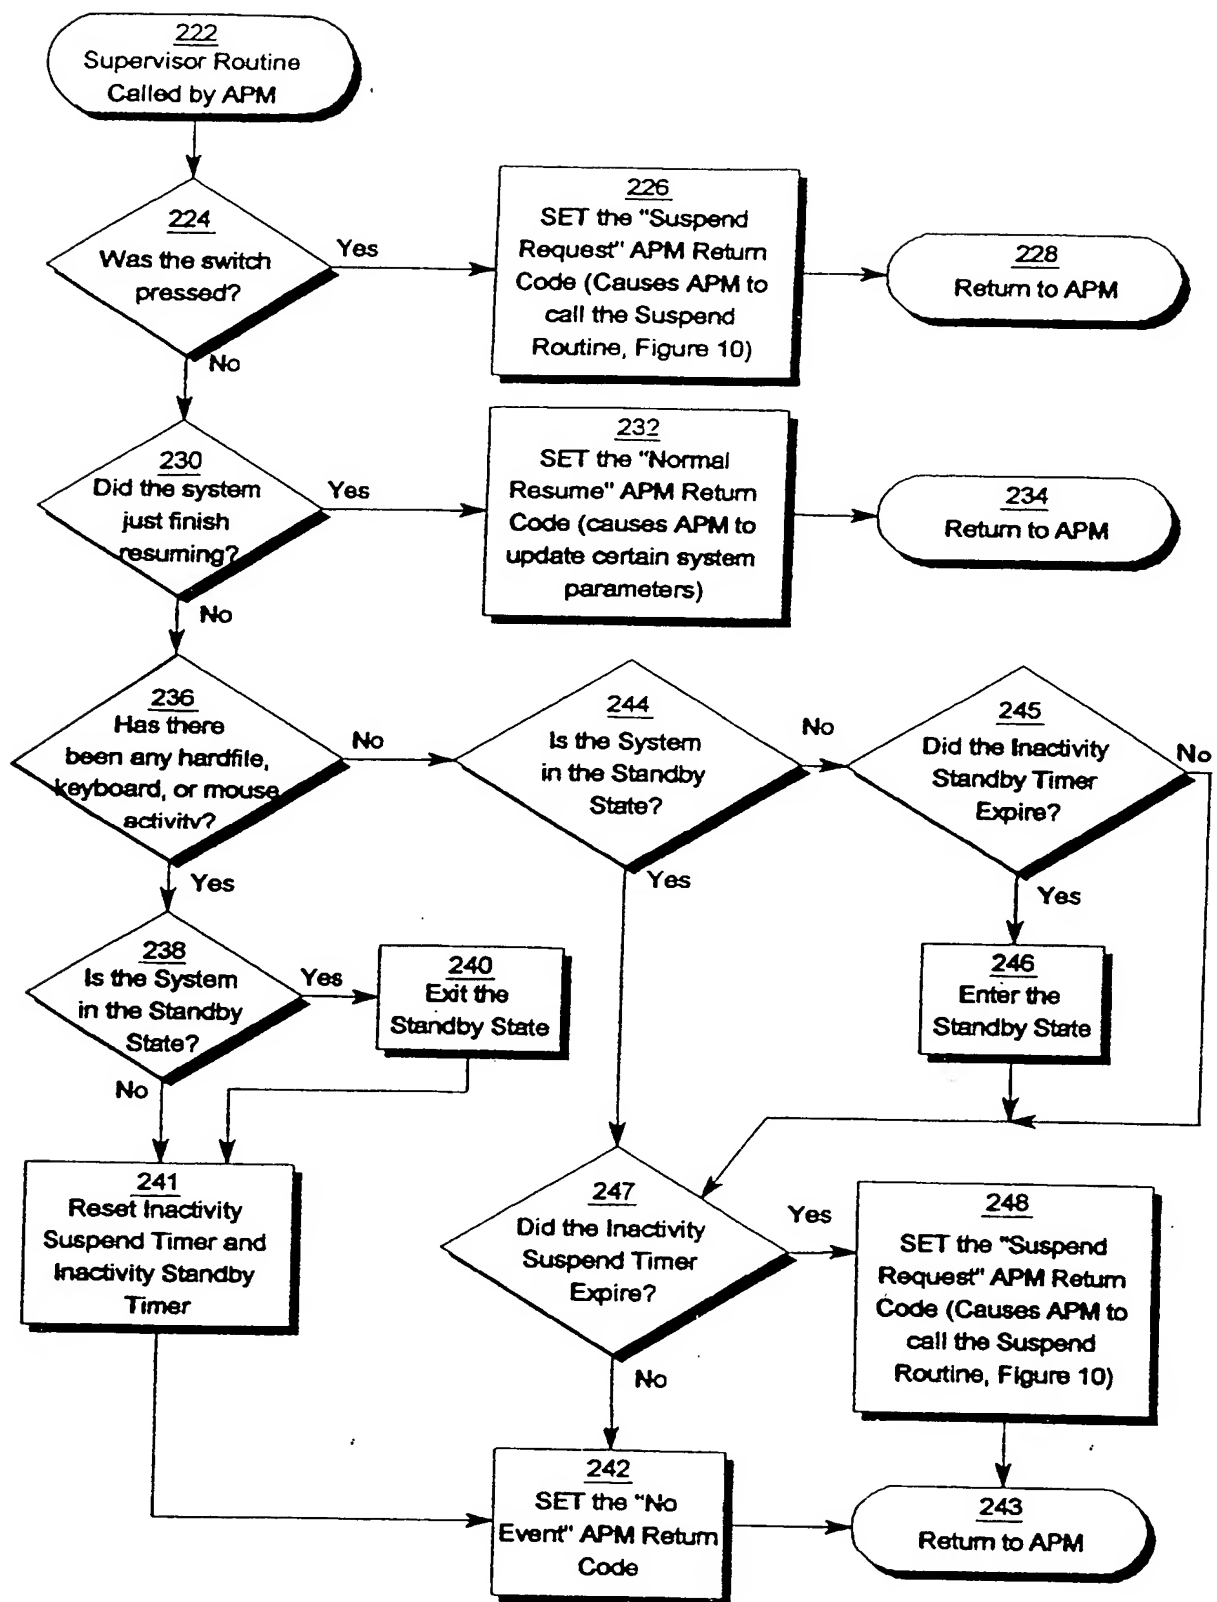 222
Supervisor Routine
Called by APM
224
Was the switch
pressed?
Yes
No
226
SET the "Suspend
Request" APM Return
Code (Causes APM to
call the Suspend
Routine, Figure 10)
228
Return to APM
230
Did the system
just finish
resuming?
Yes
No
232
SET the "Normal
Resume" APM Return
Code (causes APM to
update certain system
parameters)
234
Return to APM
236
Has there
been any hardfile,
keyboard, or mouse
activity?
No
Yes
244
Is the System
in the Standby
State?
No
Yes
245
Did the Inactivity
Standby Timer
Expire?
No
Yes
238
Is the System
in the Standby
State?
Yes
No
240
Exit the
Standby State
246
Enter the
Standby State
241
Reset Inactivity
Suspend Timer and
Inactivity Standby
Timer
247
Did the Inactivity
Suspend Timer
Expire?
Yes
No
248
SET the "Suspend
Request" APM Return
Code (Causes APM to
call the Suspend
Routine, Figure 10)
242
SET the "No
Event" APM Return
Code
243
Return to APM